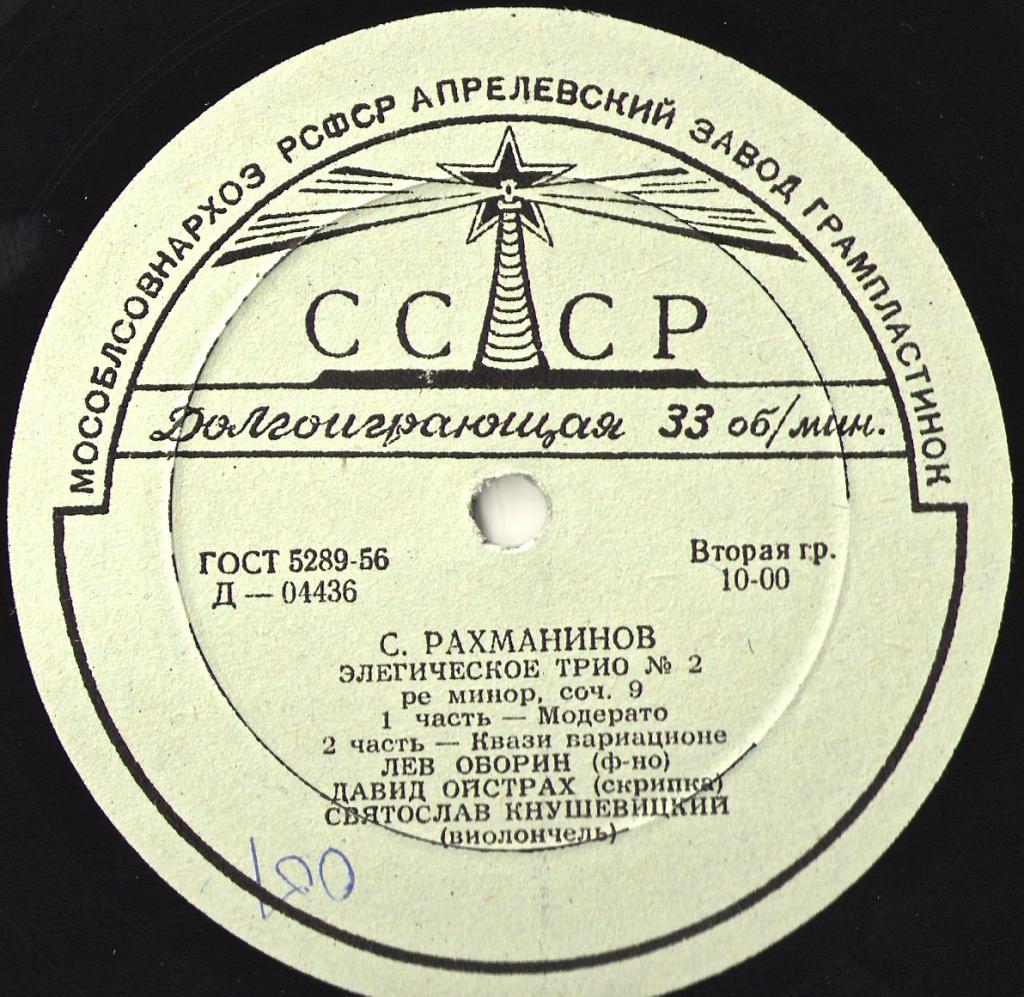 МОСОБЛСОВНАРХОЗ РСФСР АПРЕЛЕВСКИЙ ЗАВОД ГРАМПЛАСТИНОК
СССР
Долгоиграющая 33 об/мин.
ГОСТ 5289-56
Д — 04436
Вторая гр.
10-00
С. РАХМАНИНОВ
ЭЛЕГИЧЕСКОЕ ТРИО № 2
ре минор, соч. 9
1 часть — Модерато
2 часть — Квази вариационе
ЛЕВ ОБОРИН (ф-но)
ДАВИД ОЙСТРАХ (скрипка)
СВЯТОСЛАВ КНУШЕВИЦКИЙ
(виолончель)